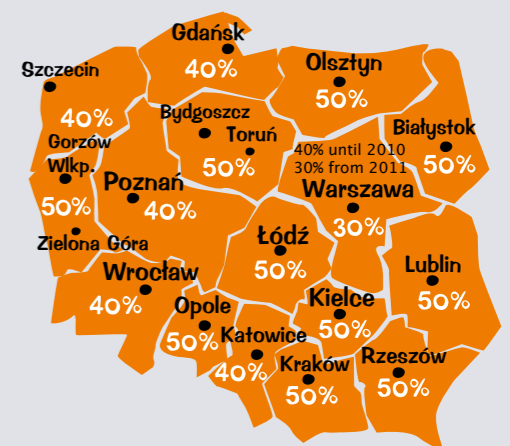 Gdańsk
40%
Szczecin
40%
Olsztyn
50%
Bydgoszcz
Toruń
50%
Białystok
50%
Gorzów
Wlkp.
50%
Zielona Góra
Poznań
40%
40% until 2010
30% from 2011
Warszawa
30%
Łódź
50%
Wrocław
40%
Lublin
50%
Opole
50%
Katowice
40%
Kielce
50%
Kraków
50%
Rzeszów
50%